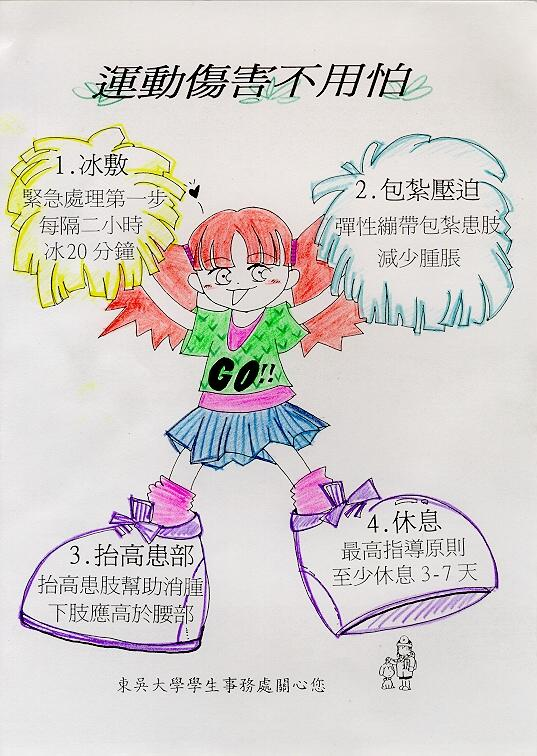 運動傷害不用怕
1.冰敷
緊急處理第一步
每隔二小時
冰20分鐘
2.包紮壓迫
彈性繃帶包紮患肢
減少腫脹
GO!!
3.抬高患部
抬高患肢幫助消腫
下肢應高於腰部
4.休息
最高指導原則
至少休息3-7天
東吳大學學生事務處關心您